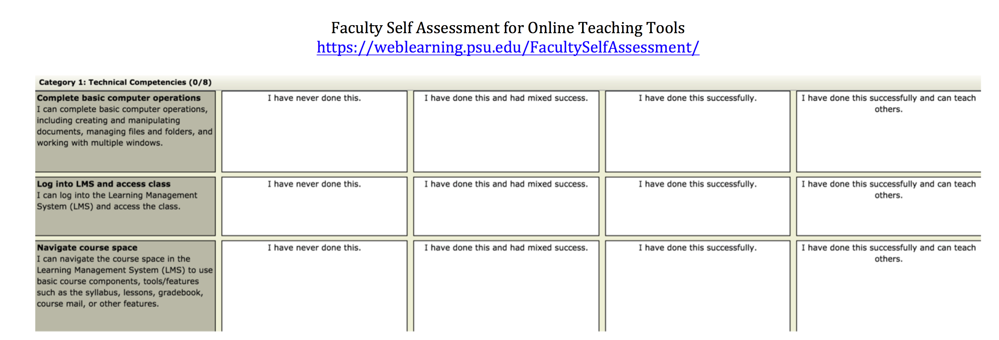 Faculty Self Assessment for Online Teaching Tools
https://weblearning.psu.edu/FacultySelfAssessment/
Category 1: Technical Competencies (0/8)
Complete basic computer operations
I can complete basic computer operations,
including creating and manipulating
documents, managing files and folders, and
working with multiple windows.
I have never done this.
I have done this and had mixed success.
I have done this successfully.
I have done this successfully and can teach
others.
Log into LMS and access class
I can log into the Learning Management
System (LMS) and access the class.
I have never done this.
I have done this and had mixed success.
I have done this successfully.
I have done this successfully and can teach
others.
Navigate course space
I can navigate the course space in the
Learning Management System (LMS) to use
basic course components, tools/features
such as the syllabus, lessons, gradebook,
course mail, or other features.
I have never done this.
I have done this and had mixed success.
I have done this successfully.
I have done this successfully and can teach
others.